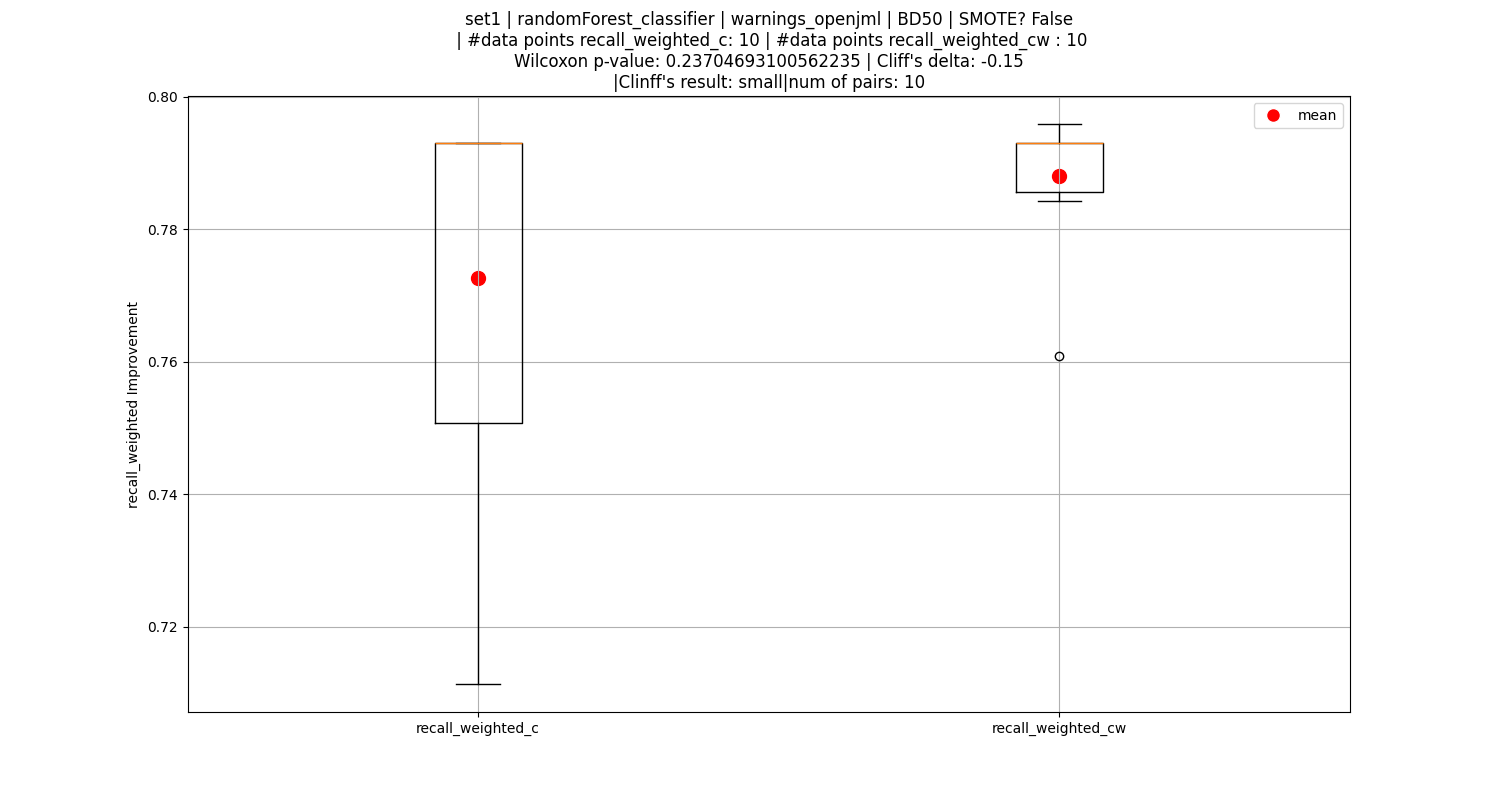 set1 | randomForest_classifier | warnings_openjml | BD50 | SMOTE? False
| #data points recall_weighted_c: 10 | #data points recall_weighted_cw : 10
Wilcoxon p-value: 0.23704693100562235 | Cliff's delta: -0.15
|Clinff's result: small|num of pairs: 10
mean
recall_weighted Improvement
0.80
0.78
0.76
0.74
0.72
recall_weighted_c
recall_weighted_cw